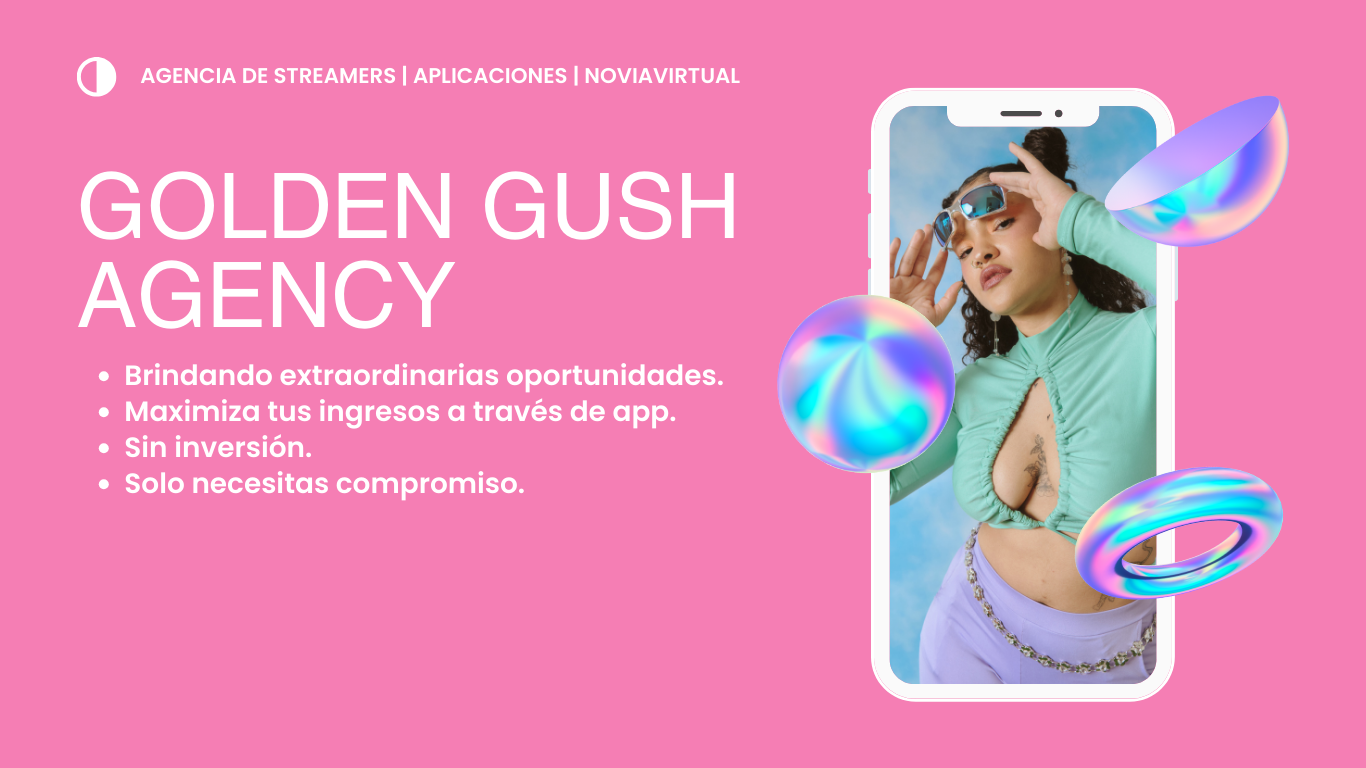 AGENCIA DE STREAMERS | APLICACIONES | NOVIAVIRTUAL
GOLDEN GUSH
AGENCY
• Brindando extraordinarias oportunidades.
• Maximiza tus ingresos a través de app.
• Sin inversión.
• Solo necesitas compromiso.